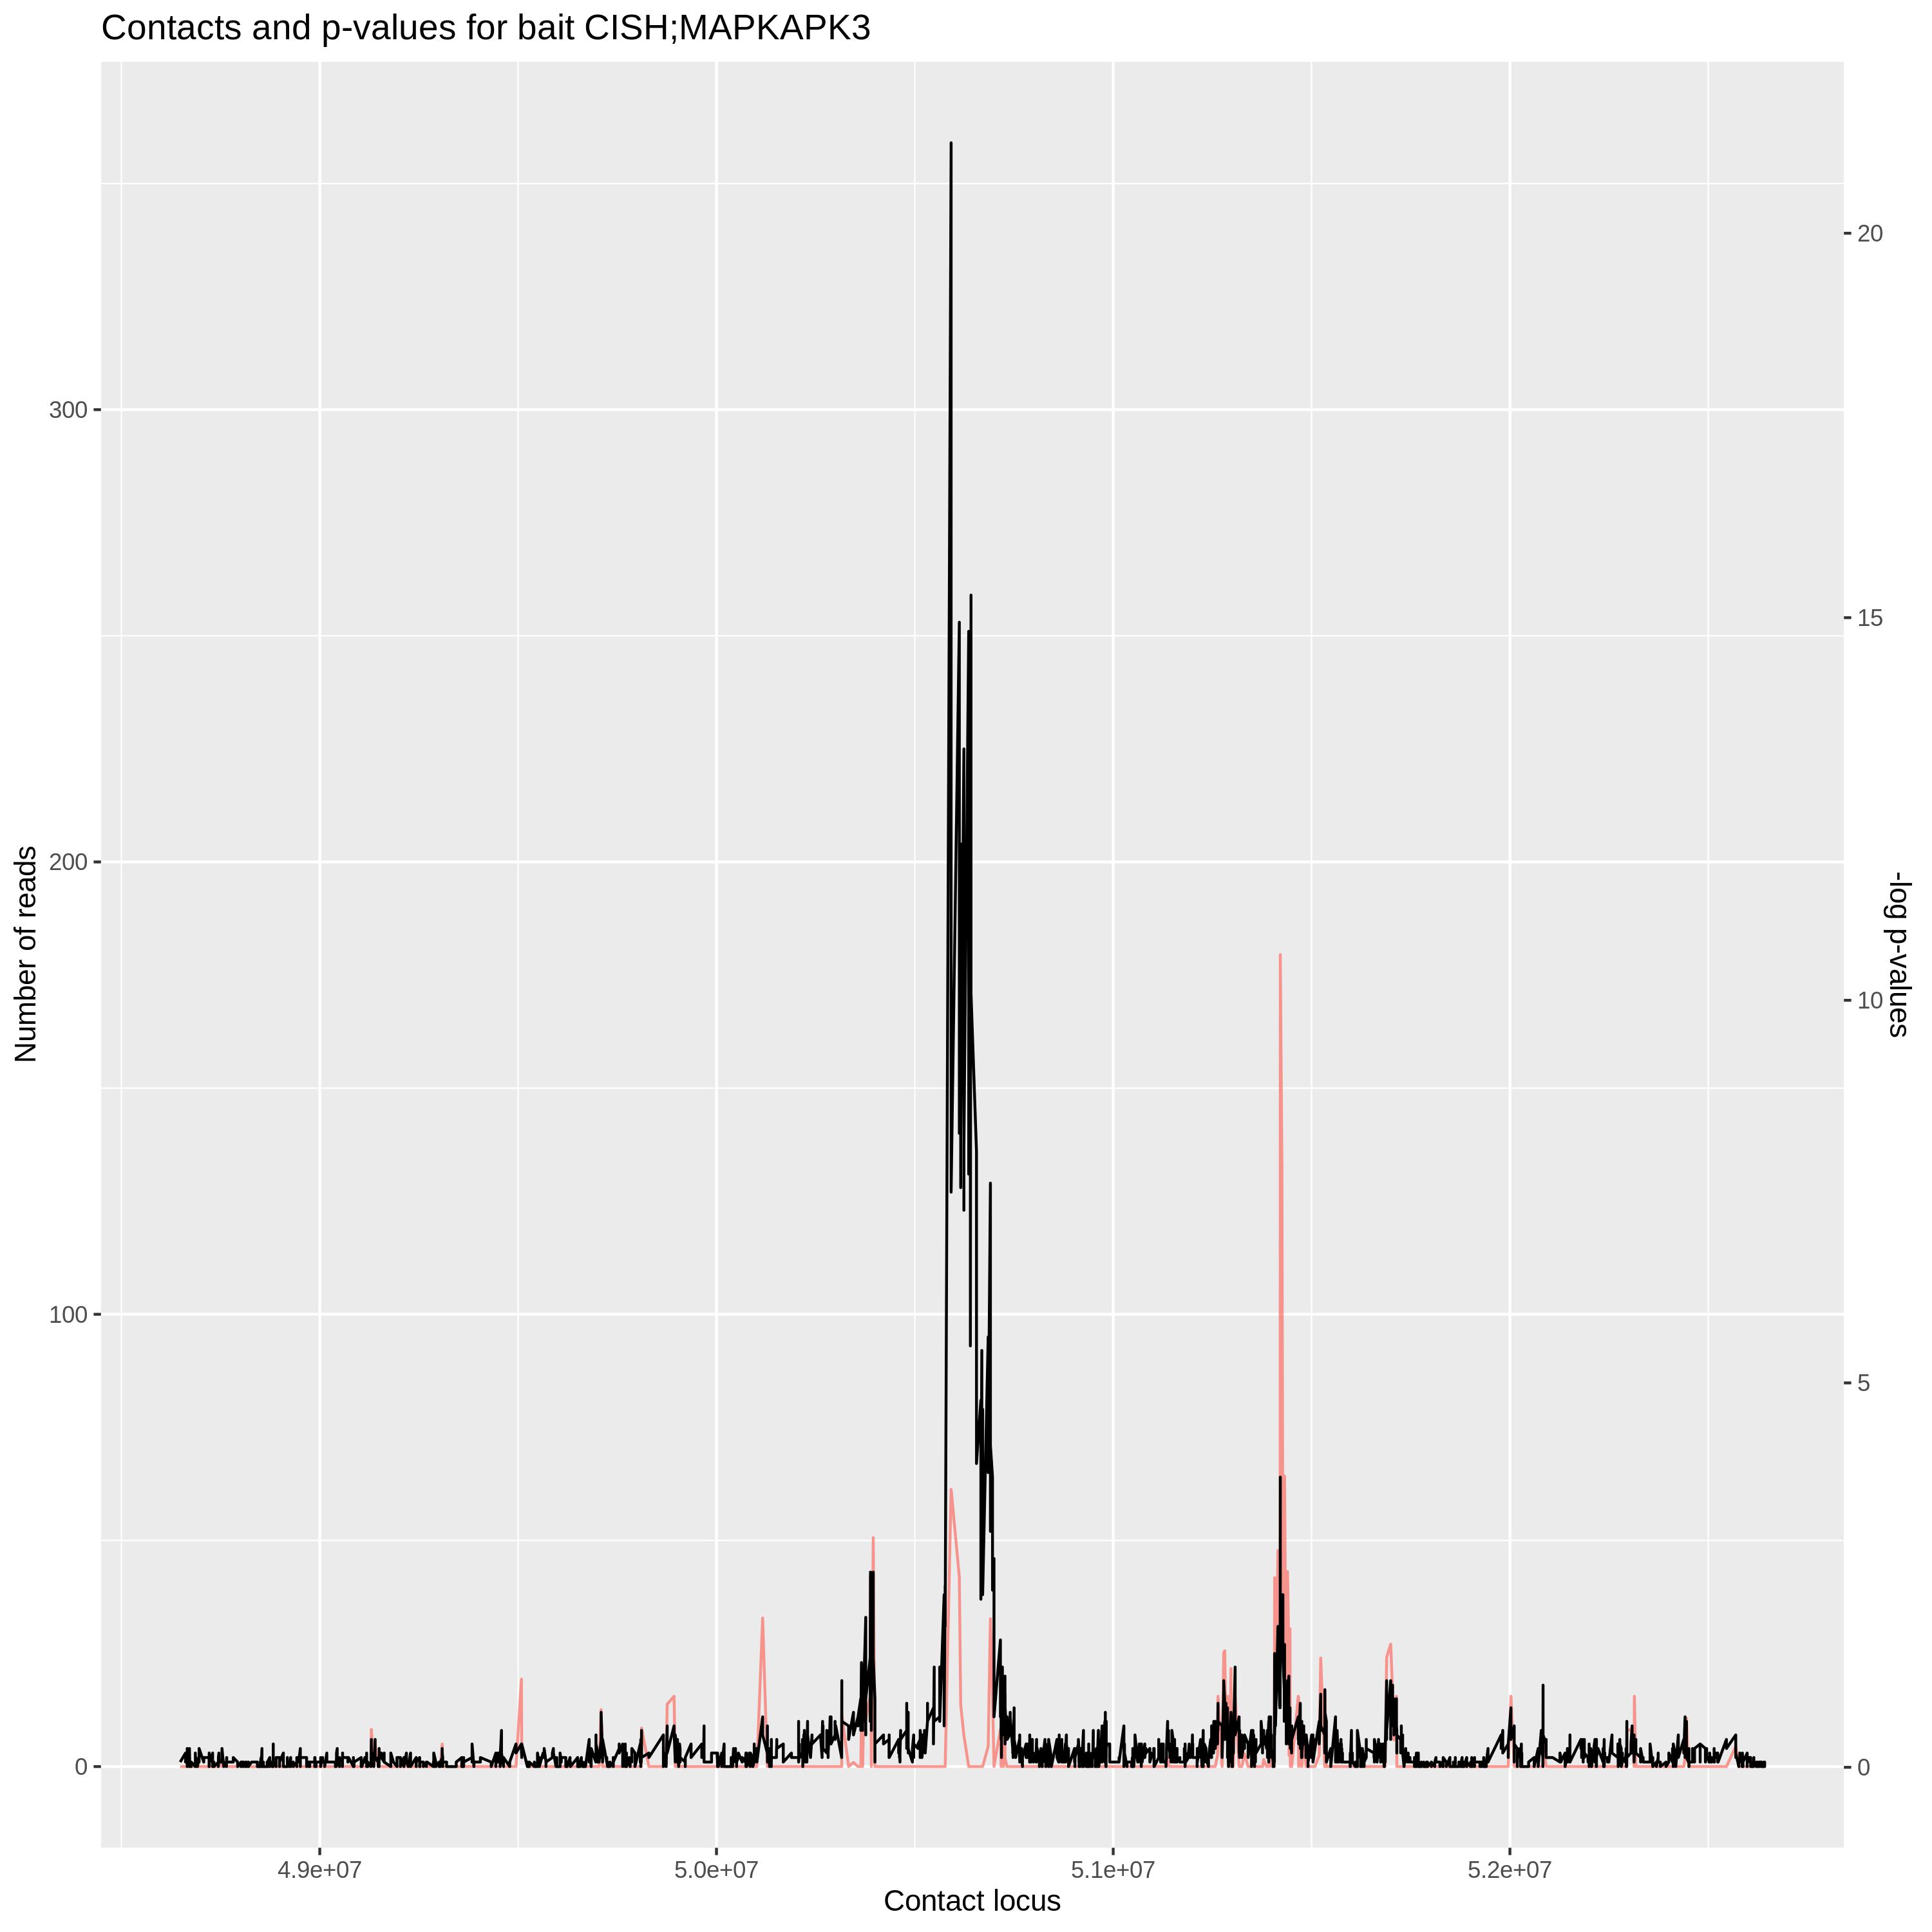 Contacts and p-values for bait CISH;MAPKAPK3
Number of reads
300
200
100
0
20
15
10
5
0
-log p-values
4.9e+07
5.0e+07
5.1e+07
5.2e+07
Contact locus